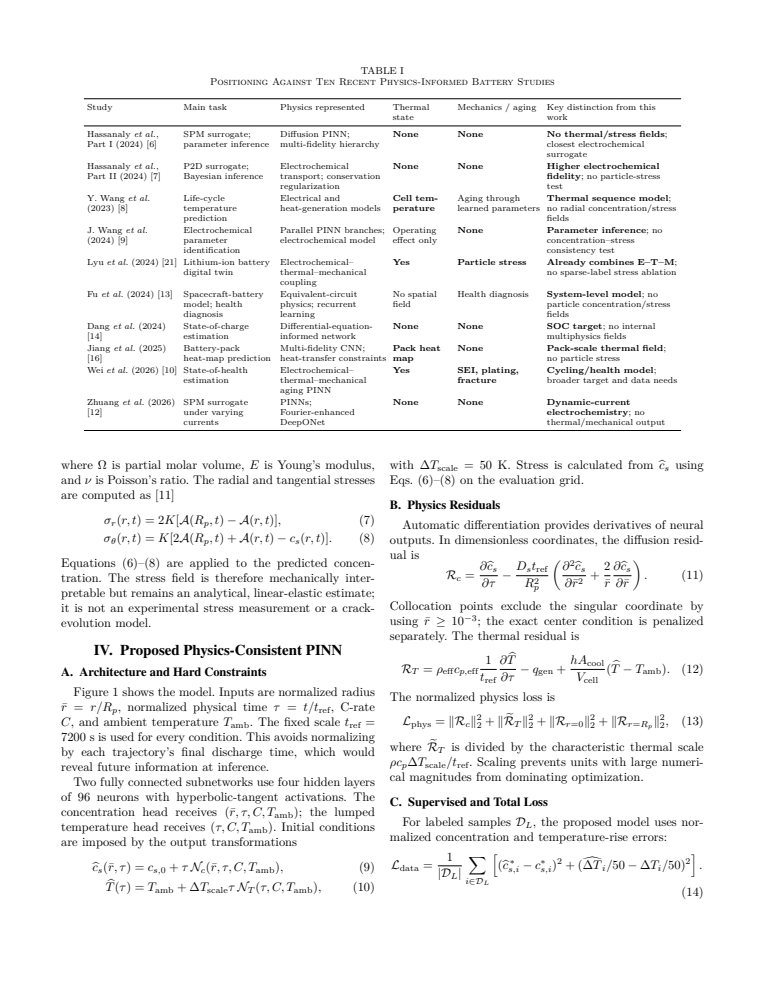 TABLE I
POSITIONING AGAINST TEN RECENT PHYSICS-INFORMED BATTERY STUDIES
Study Main task Physics represented Thermal state Mechanics / aging Key distinction from this work
Hassanaly et al., Part I (2024) [6] SPM surrogate; parameter inference Diffusion PINN; multi-fidelity hierarchy None None No thermal/stress fields; closest electrochemical surrogate
Hassanaly et al., Part II (2024) [7] P2D surrogate; Bayesian inference Electrochemical transport; conservation regularization None None Higher electrochemical fidelity; no particle-stress test
Y. Wang et al. (2023) [8] Life-cycle temperature prediction Electrical and heat-generation models Cell tem-perature Aging through learned parameters Thermal sequence model; no radial concentration/stress fields
J. Wang et al. (2024) [9] Electrochemical parameter identification Parallel PINN branches; electrochemical model Operating effect only None Parameter inference; no concentration–stress consistency test
Lyu et al. (2024) [21] Lithium-ion battery digital twin Electrochemical–thermal–mechanical coupling Yes Particle stress Already combines E–T–M; no sparse-label stress ablation
Fu et al. (2024) [13] Spacecraft-battery model; health diagnosis Equivalent-circuit physics; recurrent learning No spatial field Health diagnosis System-level model; no particle concentration/stress fields
Dang et al. (2024) [14] State-of-charge estimation Differential-equation-informed network None None SOC target; no internal multiphysics fields
Jiang et al. (2025) [16] Battery-pack heat-map prediction Multi-fidelity CNN; heat-transfer constraints Pack heat map None Pack-scale thermal field; no particle stress
Wei et al. (2026) [10] State-of-health estimation Electrochemical–thermal–mechanical aging PINN Yes SEI, plating, fracture Cycling/health model; broader target and data needs
Zhuang et al. (2026) [12] SPM surrogate under varying currents PINNs; Fourier-enhanced DeepONet None None Dynamic-current electrochemistry; no thermal/mechanical output
where Ω is partial molar volume, E is Young's modulus,
and ν is Poisson's ratio. The radial and tangential stresses
are computed as [11]
σ_r(r, t) = 2K[𝒜(R_p, t) − 𝒜(r, t)], (7)
σ_θ(r, t) = K[2𝒜(R_p, t) + 𝒜(r, t) − c_s(r, t)]. (8)
Equations (6)–(8) are applied to the predicted concen-
tration. The stress field is therefore mechanically inter-
pretable but remains an analytical, linear-elastic estimate;
it is not an experimental stress measurement or a crack-
evolution model.
IV. Proposed Physics-Consistent PINN
A. Architecture and Hard Constraints
Figure 1 shows the model. Inputs are normalized radius
r̄ = r/R_p, normalized physical time τ = t/t_ref, C-rate
C, and ambient temperature T_amb. The fixed scale t_ref =
7200 s is used for every condition. This avoids normalizing
by each trajectory's final discharge time, which would
reveal future information at inference.
Two fully connected subnetworks use four hidden layers
of 96 neurons with hyperbolic-tangent activations. The
concentration head receives (r̄, τ, C, T_amb); the lumped
temperature head receives (τ, C, T_amb). Initial conditions
are imposed by the output transformations
ĉ_s(r̄, τ) = c_{s,0} + τ 𝒩_c(r̄, τ, C, T_amb), (9)
T̂(τ) = T_amb + ΔT_scale τ 𝒩_T(τ, C, T_amb), (10)
with ΔT_scale = 50 K. Stress is calculated from ĉ_s using
Eqs. (6)–(8) on the evaluation grid.
B. Physics Residuals
Automatic differentiation provides derivatives of neural
outputs. In dimensionless coordinates, the diffusion resid-
ual is
ℛ_c = ∂ĉ_s/∂τ − D_s t_ref/R_p² (∂²ĉ_s/∂r̄² + 2/r̄ ∂ĉ_s/∂r̄). (11)
Collocation points exclude the singular coordinate by
using r̄ ≥ 10⁻³; the exact center condition is penalized
separately. The thermal residual is
ℛ_T = ρ_eff c_{p,eff} 1/t_ref ∂T̂/∂τ − q_gen + hA_cool/V_cell (T̂ − T_amb). (12)
The normalized physics loss is
ℒ_phys = ‖ℛ_c‖₂² + ‖ℛ̃_T‖₂² + ‖ℛ_{r=0}‖₂² + ‖ℛ_{r=R_p}‖₂², (13)
where ℛ̃_T is divided by the characteristic thermal scale
ρc_pΔT_scale/t_ref. Scaling prevents units with large numeri-
cal magnitudes from dominating optimization.
C. Supervised and Total Loss
For labeled samples 𝒟_L, the proposed model uses nor-
malized concentration and temperature-rise errors:
ℒ_data = 1/|𝒟_L| ∑_{i∈𝒟_L} [(ĉ*_{s,i} − c*_{s,i})² + (Δ̂T_i/50 − ΔT_i/50)²].
(14)